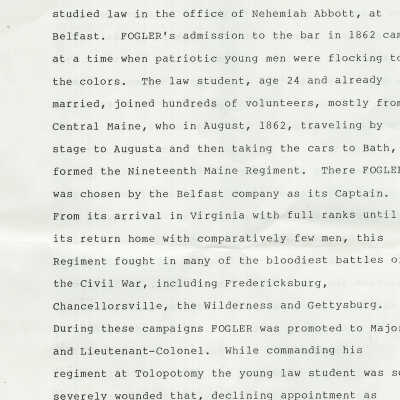 studied law in the office of Nehemiah Abbott, at
Belfast. FOGLER's admission to the bar in 1862 cam
at a time when patriotic young men were flocking to
the colors. The law student, age 24 and already
married, joined hundreds of volunteers, mostly from
Central Maine, who in August, 1862, traveling by
stage to Augusta and then taking the cars to Bath,
formed the Nineteenth Maine Regiment. There FOGLER
was chosen by the Belfast company as its Captain.
From its arrival in Virginia with full ranks until
its return home with comparatively few men, this
Regiment fought in many of the bloodiest battles o
the Civil War, including Fredericksburg,
Chancellorsville, the Wilderness and Gettysburg.
During these campaigns FOGLER was promoted to Major
and Lieutenant-Colonel. While commanding his
regiment at Tolopotomy the young law student was so
severely wounded that, declining appointment as